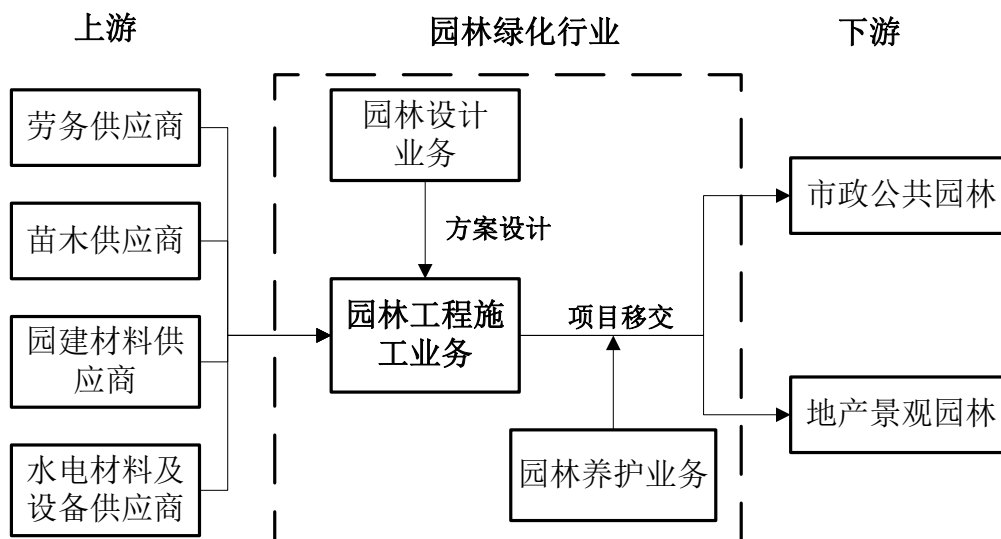 上游
园林绿化行业
下游
劳务供应商
苗木供应商
园建材料供
应商
水电材料及
设备供应商
园林设计
业务
方案设计
园林工程施
工业务
项目移交
园林养护业务
市政公共园林
地产景观园林